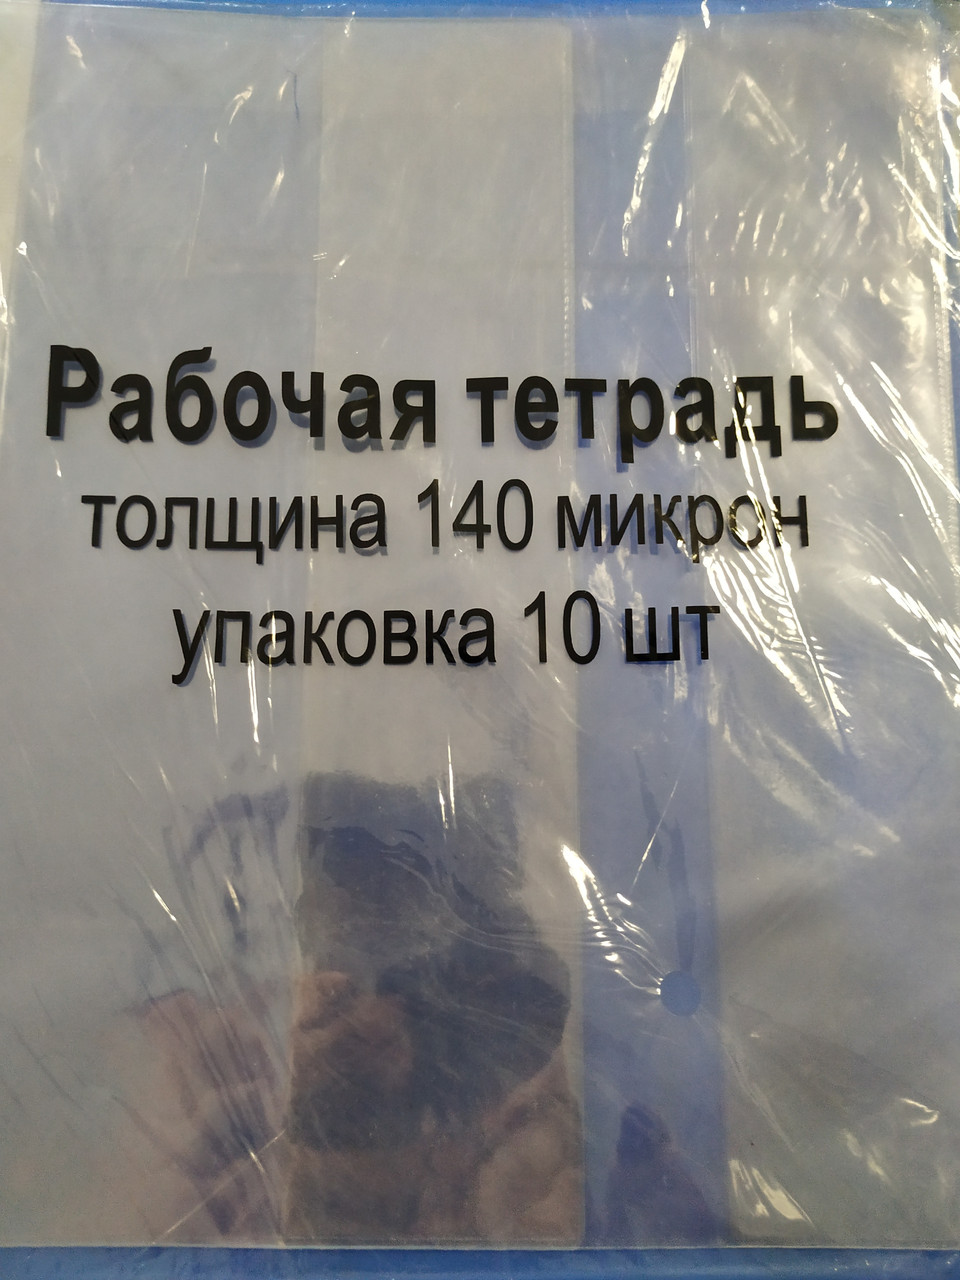 Рабочая тетрадь
толщина 140 микрон
упаковка 10 шт